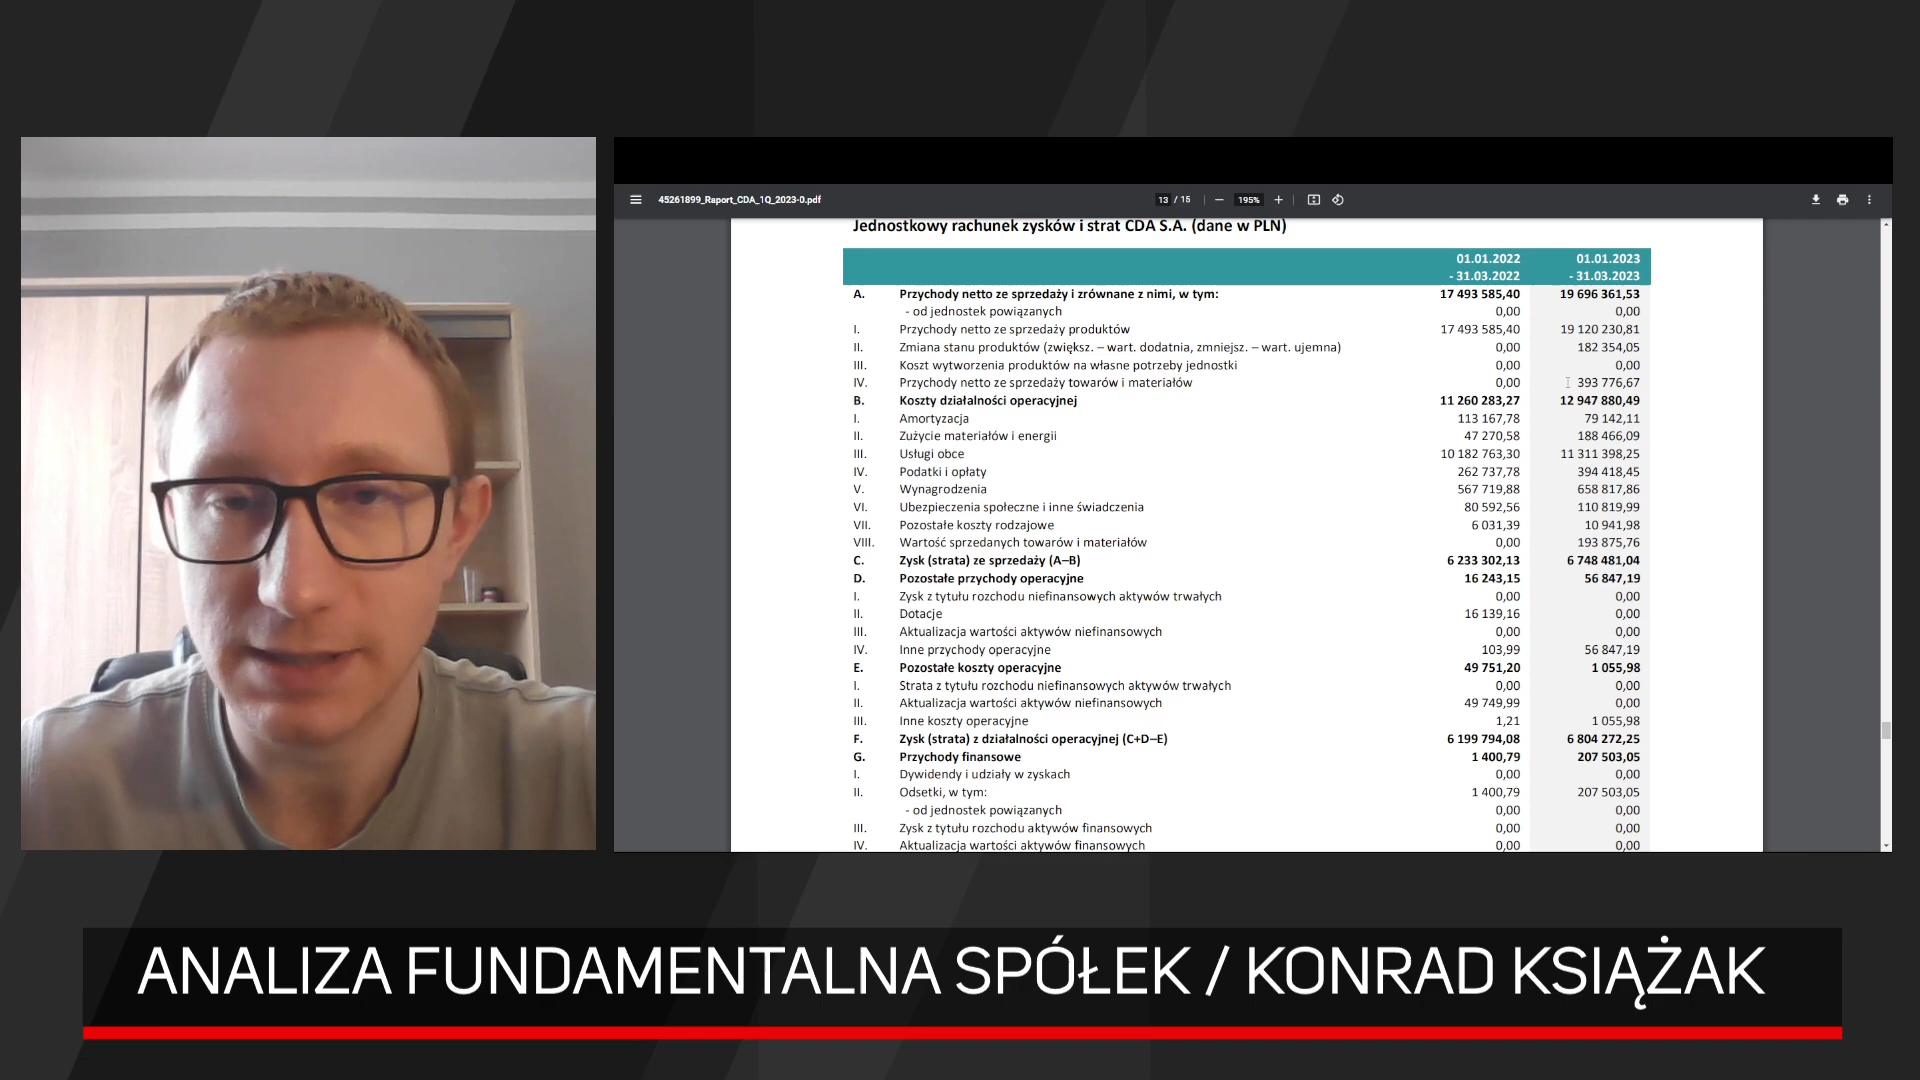 45261899_Raport_CDA_1Q_2023-0.pdf 13 / 15 195%
Jednostkowy rachunek zysków i strat CDA S.A. (dane w PLN)
01.01.2022 01.01.2023
- 31.03.2022 - 31.03.2023
A. Przychody netto ze sprzedaży i zrównane z nimi, w tym: 17 493 585,40 19 696 361,53
- od jednostek powiązanych 0,00 0,00
I. Przychody netto ze sprzedaży produktów 17 493 585,40 19 120 230,81
II. Zmiana stanu produktów (zwiększ. – wart. dodatnia, zmniejsz. – wart. ujemna) 0,00 182 354,05
III. Koszt wytworzenia produktów na własne potrzeby jednostki 0,00 0,00
IV. Przychody netto ze sprzedaży towarów i materiałów 0,00 393 776,67
B. Koszty działalności operacyjnej 11 260 283,27 12 947 880,49
I. Amortyzacja 113 167,78 79 142,11
II. Zużycie materiałów i energii 47 270,58 188 466,09
III. Usługi obce 10 182 763,30 11 311 398,25
IV. Podatki i opłaty 262 737,78 394 418,45
V. Wynagrodzenia 567 719,88 658 817,86
VI. Ubezpieczenia społeczne i inne świadczenia 80 592,56 110 819,99
VII. Pozostałe koszty rodzajowe 6 031,39 10 941,98
VIII. Wartość sprzedanych towarów i materiałów 0,00 193 875,76
C. Zysk (strata) ze sprzedaży (A–B) 6 233 302,13 6 748 481,04
D. Pozostałe przychody operacyjne 16 243,15 56 847,19
I. Zysk z tytułu rozchodu niefinansowych aktywów trwałych 0,00 0,00
II. Dotacje 16 139,16 0,00
III. Aktualizacja wartości aktywów niefinansowych 0,00 0,00
IV. Inne przychody operacyjne 103,99 56 847,19
E. Pozostałe koszty operacyjne 49 751,20 1 055,98
I. Strata z tytułu rozchodu niefinansowych aktywów trwałych 0,00 0,00
II. Aktualizacja wartości aktywów niefinansowych 49 749,99 0,00
III. Inne koszty operacyjne 1,21 1 055,98
F. Zysk (strata) z działalności operacyjnej (C+D–E) 6 199 794,08 6 804 272,25
G. Przychody finansowe 1 400,79 207 503,05
I. Dywidendy i udziały w zyskach 0,00 0,00
II. Odsetki, w tym: 1 400,79 207 503,05
- od jednostek powiązanych 0,00 0,00
III. Zysk z tytułu rozchodu aktywów finansowych 0,00 0,00
IV. Aktualizacja wartości aktywów finansowych 0,00 0,00
ANALIZA FUNDAMENTALNA SPÓŁEK / KONRAD KSIĄŻAK